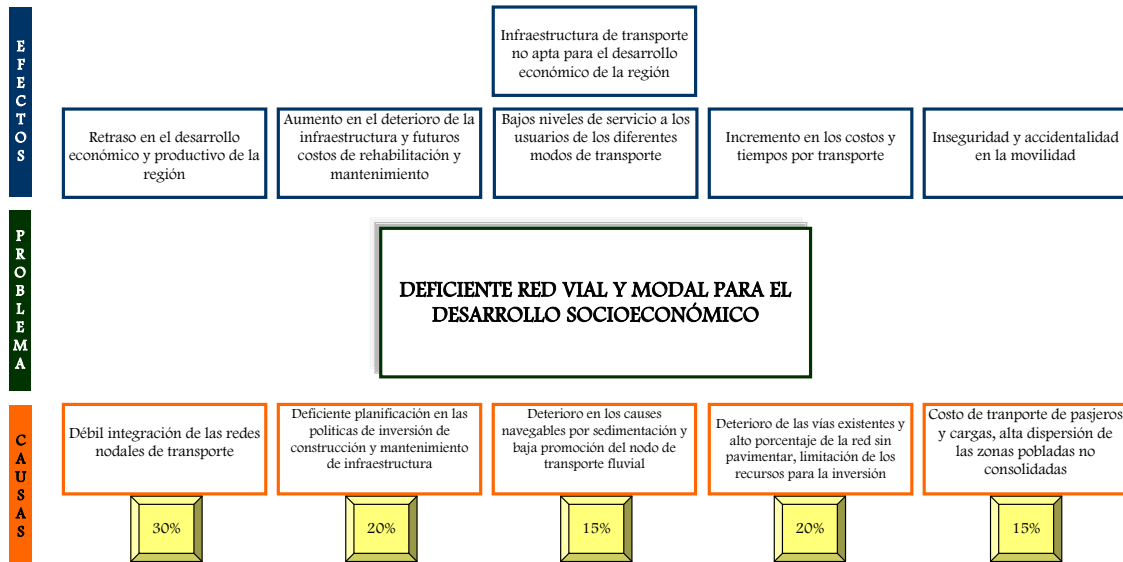 EFECTOS
Infraestructura de transporte
no apta para el desarrollo
económico de la región
Retraso en el desarrollo
económico y productivo de la
región
Aumento en el deterioro de la
infraestructura y futuros
costos de rehabilitación y
mantenimiento
Bajos niveles de servicio a los
usuarios de los diferentes
modos de transporte
Incremento en los costos y
tiempos por transporte
Inseguridad y accidentalidad
en la movilidad
PROBLEMA
DEFICIENTE RED VIAL Y MODAL PARA EL
DESARROLLO SOCIOECONÓMICO
CAUSAS
Débil integración de las redes
nodales de transporte
Deficiente planificación en las
politicas de inversión de
construcción y mantenimiento
de infraestructura
Deterioro en los causes
navegables por sedimentación y
baja promoción del nodo de
transporte fluvial
Deterioro de las vías existentes y
alto porcentaje de la red sin
pavimentar, limitación de los
recursos para la inversión
Costo de tranporte de pasjeros
y cargas, alta dispersión de
las zonas pobladas no
consolidadas
30%
20%
15%
20%
15%